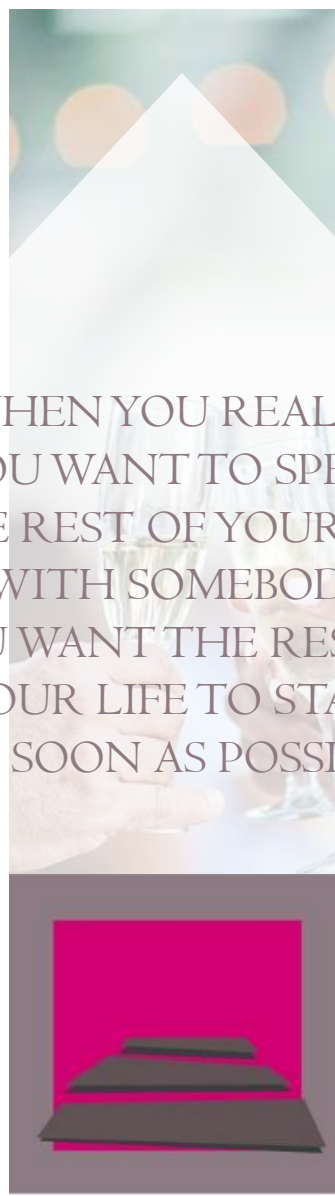 HEN YOU REAL
OU WANT TO SPE
E REST OF YOUR
WITH SOMEBOD
U WANT THE RES
OUR LIFE TO STA
SOON AS POSSI